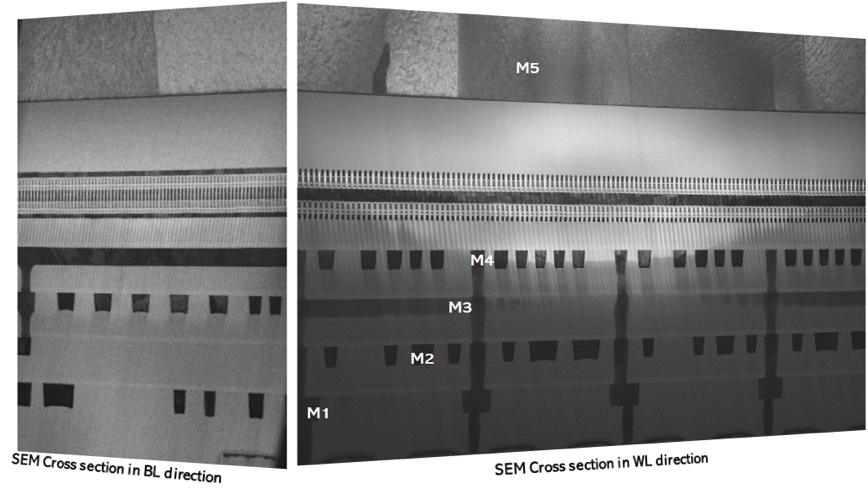 M5
M4
M3
M2
M1
SEM Cross section in BL direction
SEM Cross section in WL direction